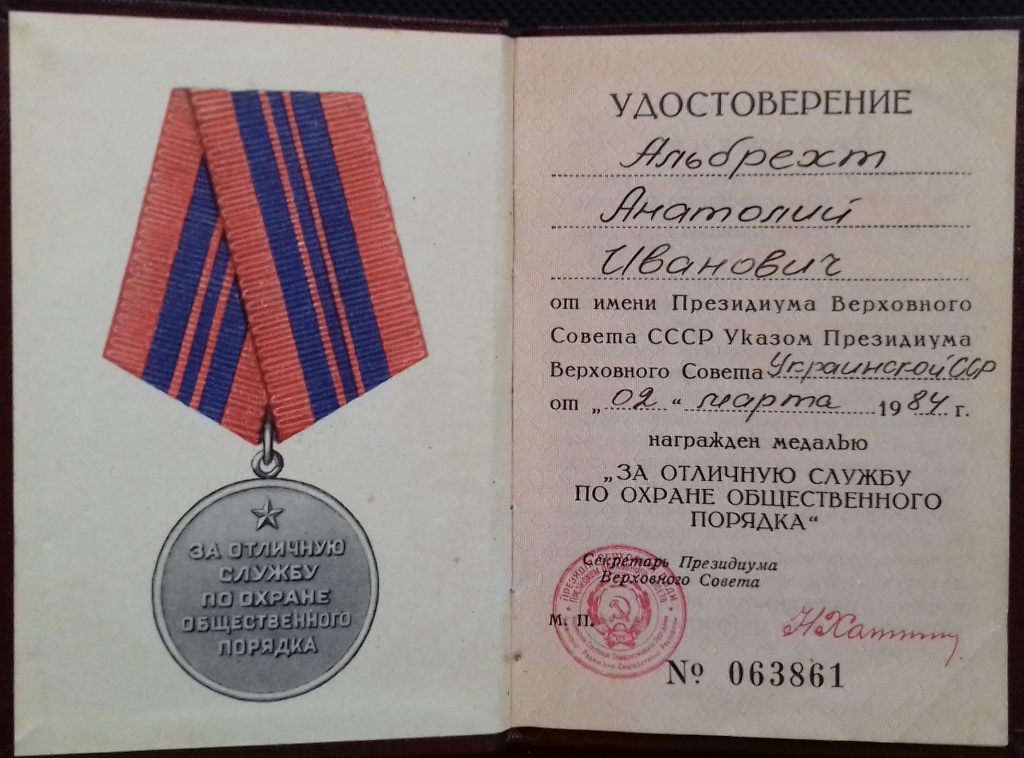 ЗА ОТЛИЧНУЮ
СЛУЖБУ
ПО ОХРАНЕ
ОБЩЕСТВЕННОГО
ПОРЯДКА
УДОСТОВЕРЕНИЕ
Альбрехт
Анатолий
Иванович
от имени Президиума Верховного
Совета СССР Указом Президиума
Верховного Совета Украинской ССР
от „02“ марта 1984 г.
награжден медалью
„ЗА ОТЛИЧНУЮ СЛУЖБУ
ПО ОХРАНЕ ОБЩЕСТВЕННОГО
ПОРЯДКА“
Секретарь Президиума
Верховного Совета
М. П.
№ 063861